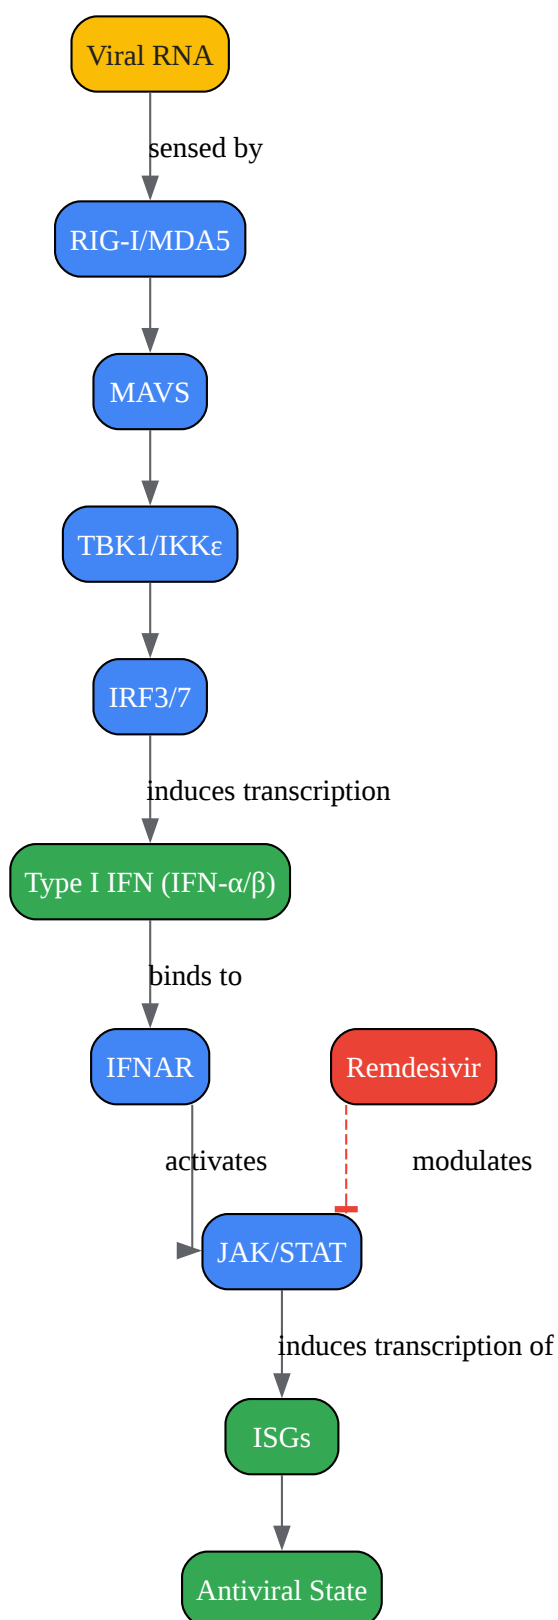 Viral RNA
sensed by
RIG-I/MDA5
MAVS
TBK1/IKKε
IRF3/7
induces transcription
Type I IFN (IFN-α/β)
binds to
IFNAR
Remdesivir
activates
modulates
JAK/STAT
induces transcription of
ISGs
Antiviral State